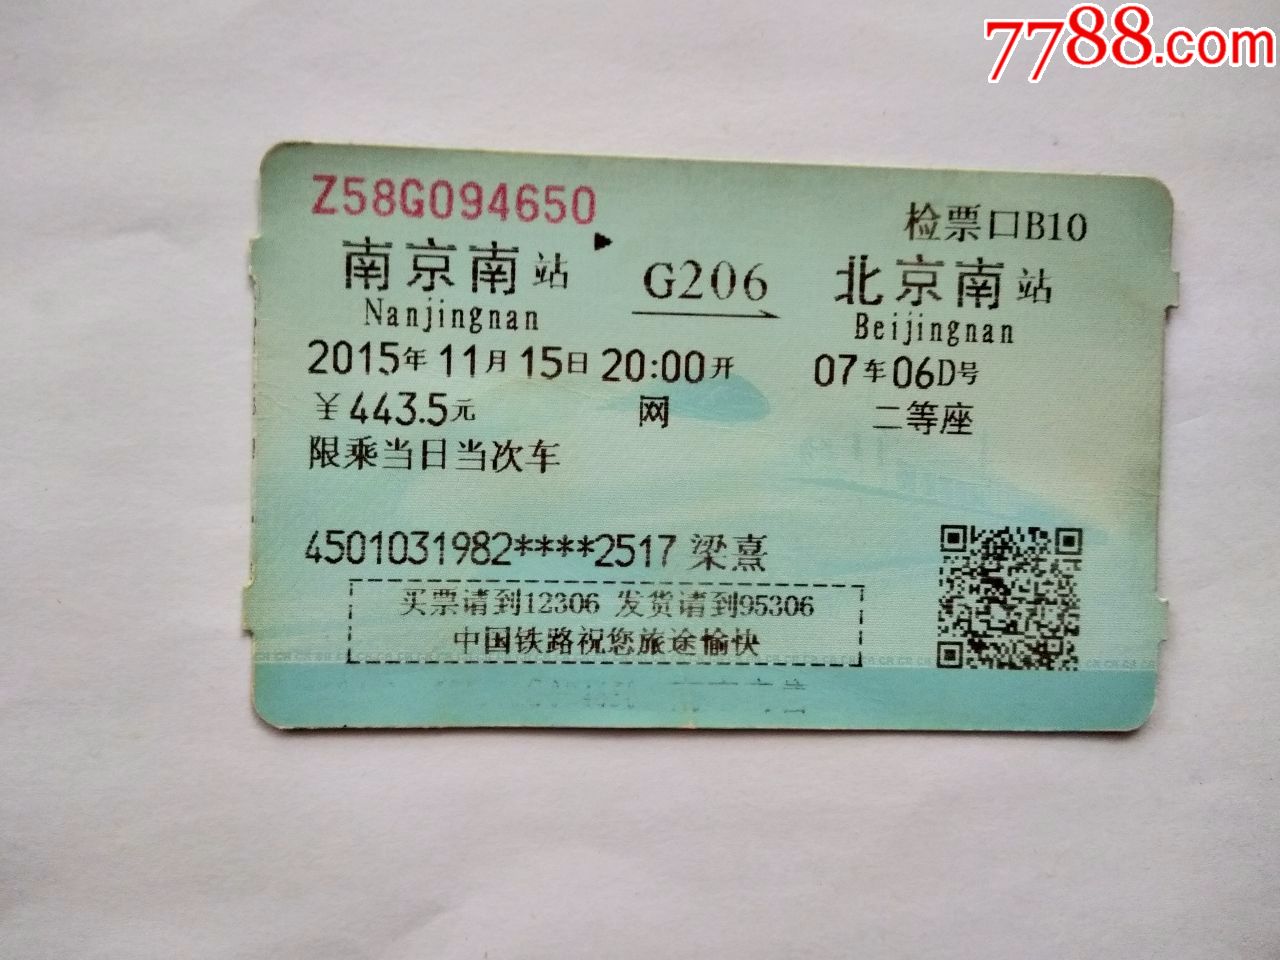 7788.com
Z58G094650
检票口B10
南京南站 G206 北京南站
Nanjingnan Beijingnan
2015年11月15日20:00开 07车06D号
￥443.5元 网 二等座
限乘当日当次车
4501031982****2517 梁熹
买票请到12306 发货请到95306
中国铁路祝您旅途愉快